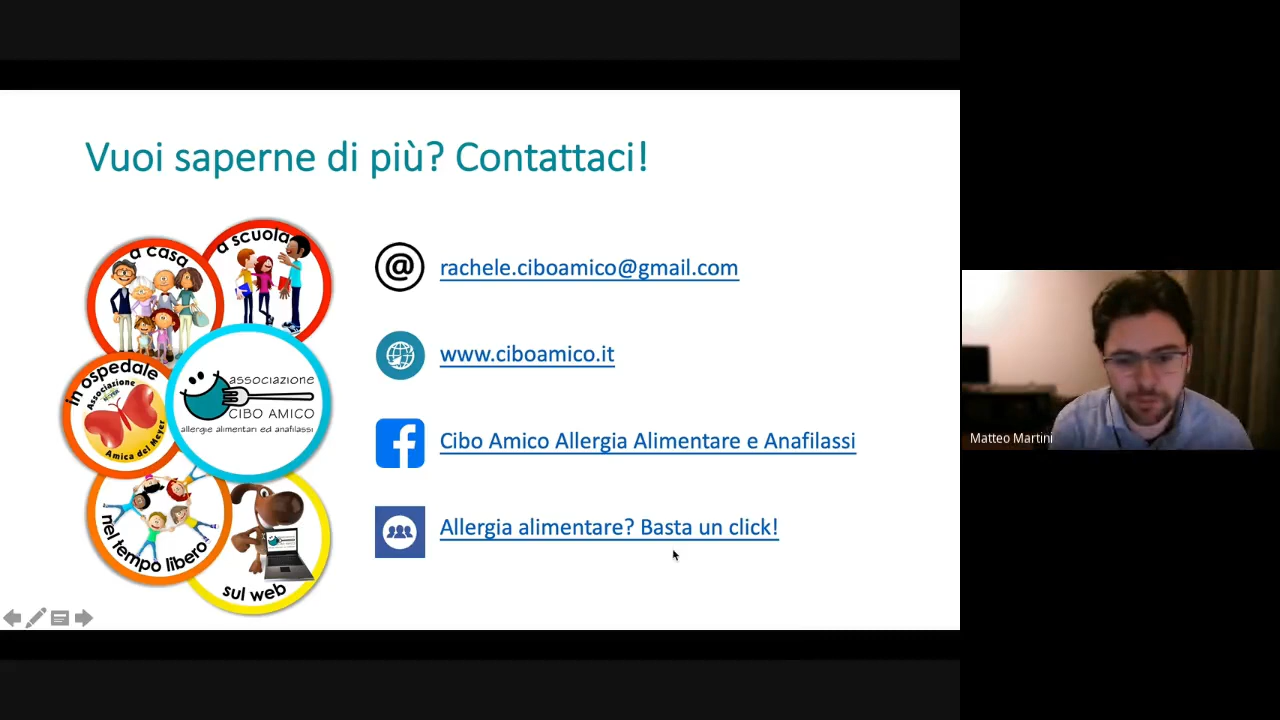 Vuoi saperne di più? Contattaci!
a casa
a scuola
in ospedale
Associazione
Amica del Meyer
ASSOCIAZIONE
CIBO AMICO
allergie alimentari ed anafilassi
nel tempo libero
sul web
@
rachele.ciboamico@gmail.com
www.ciboamico.it
Cibo Amico Allergia Alimentare e Anafilassi
Allergia alimentare? Basta un click!
Matteo Martini